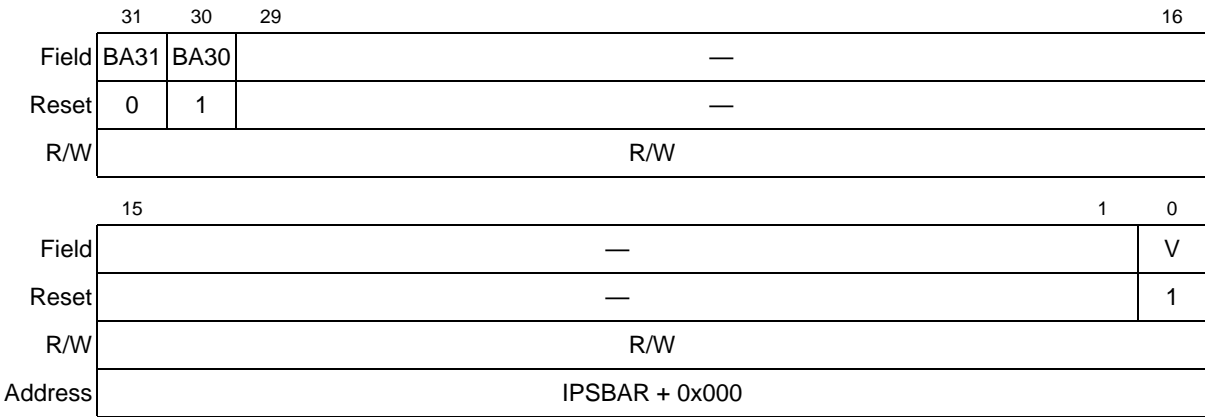 31 30 29 16
Field BA31 BA30 —
Reset 0 1 —
R/W R/W
15 1 0
Field — V
Reset — 1
R/W R/W
Address IPSBAR + 0x000